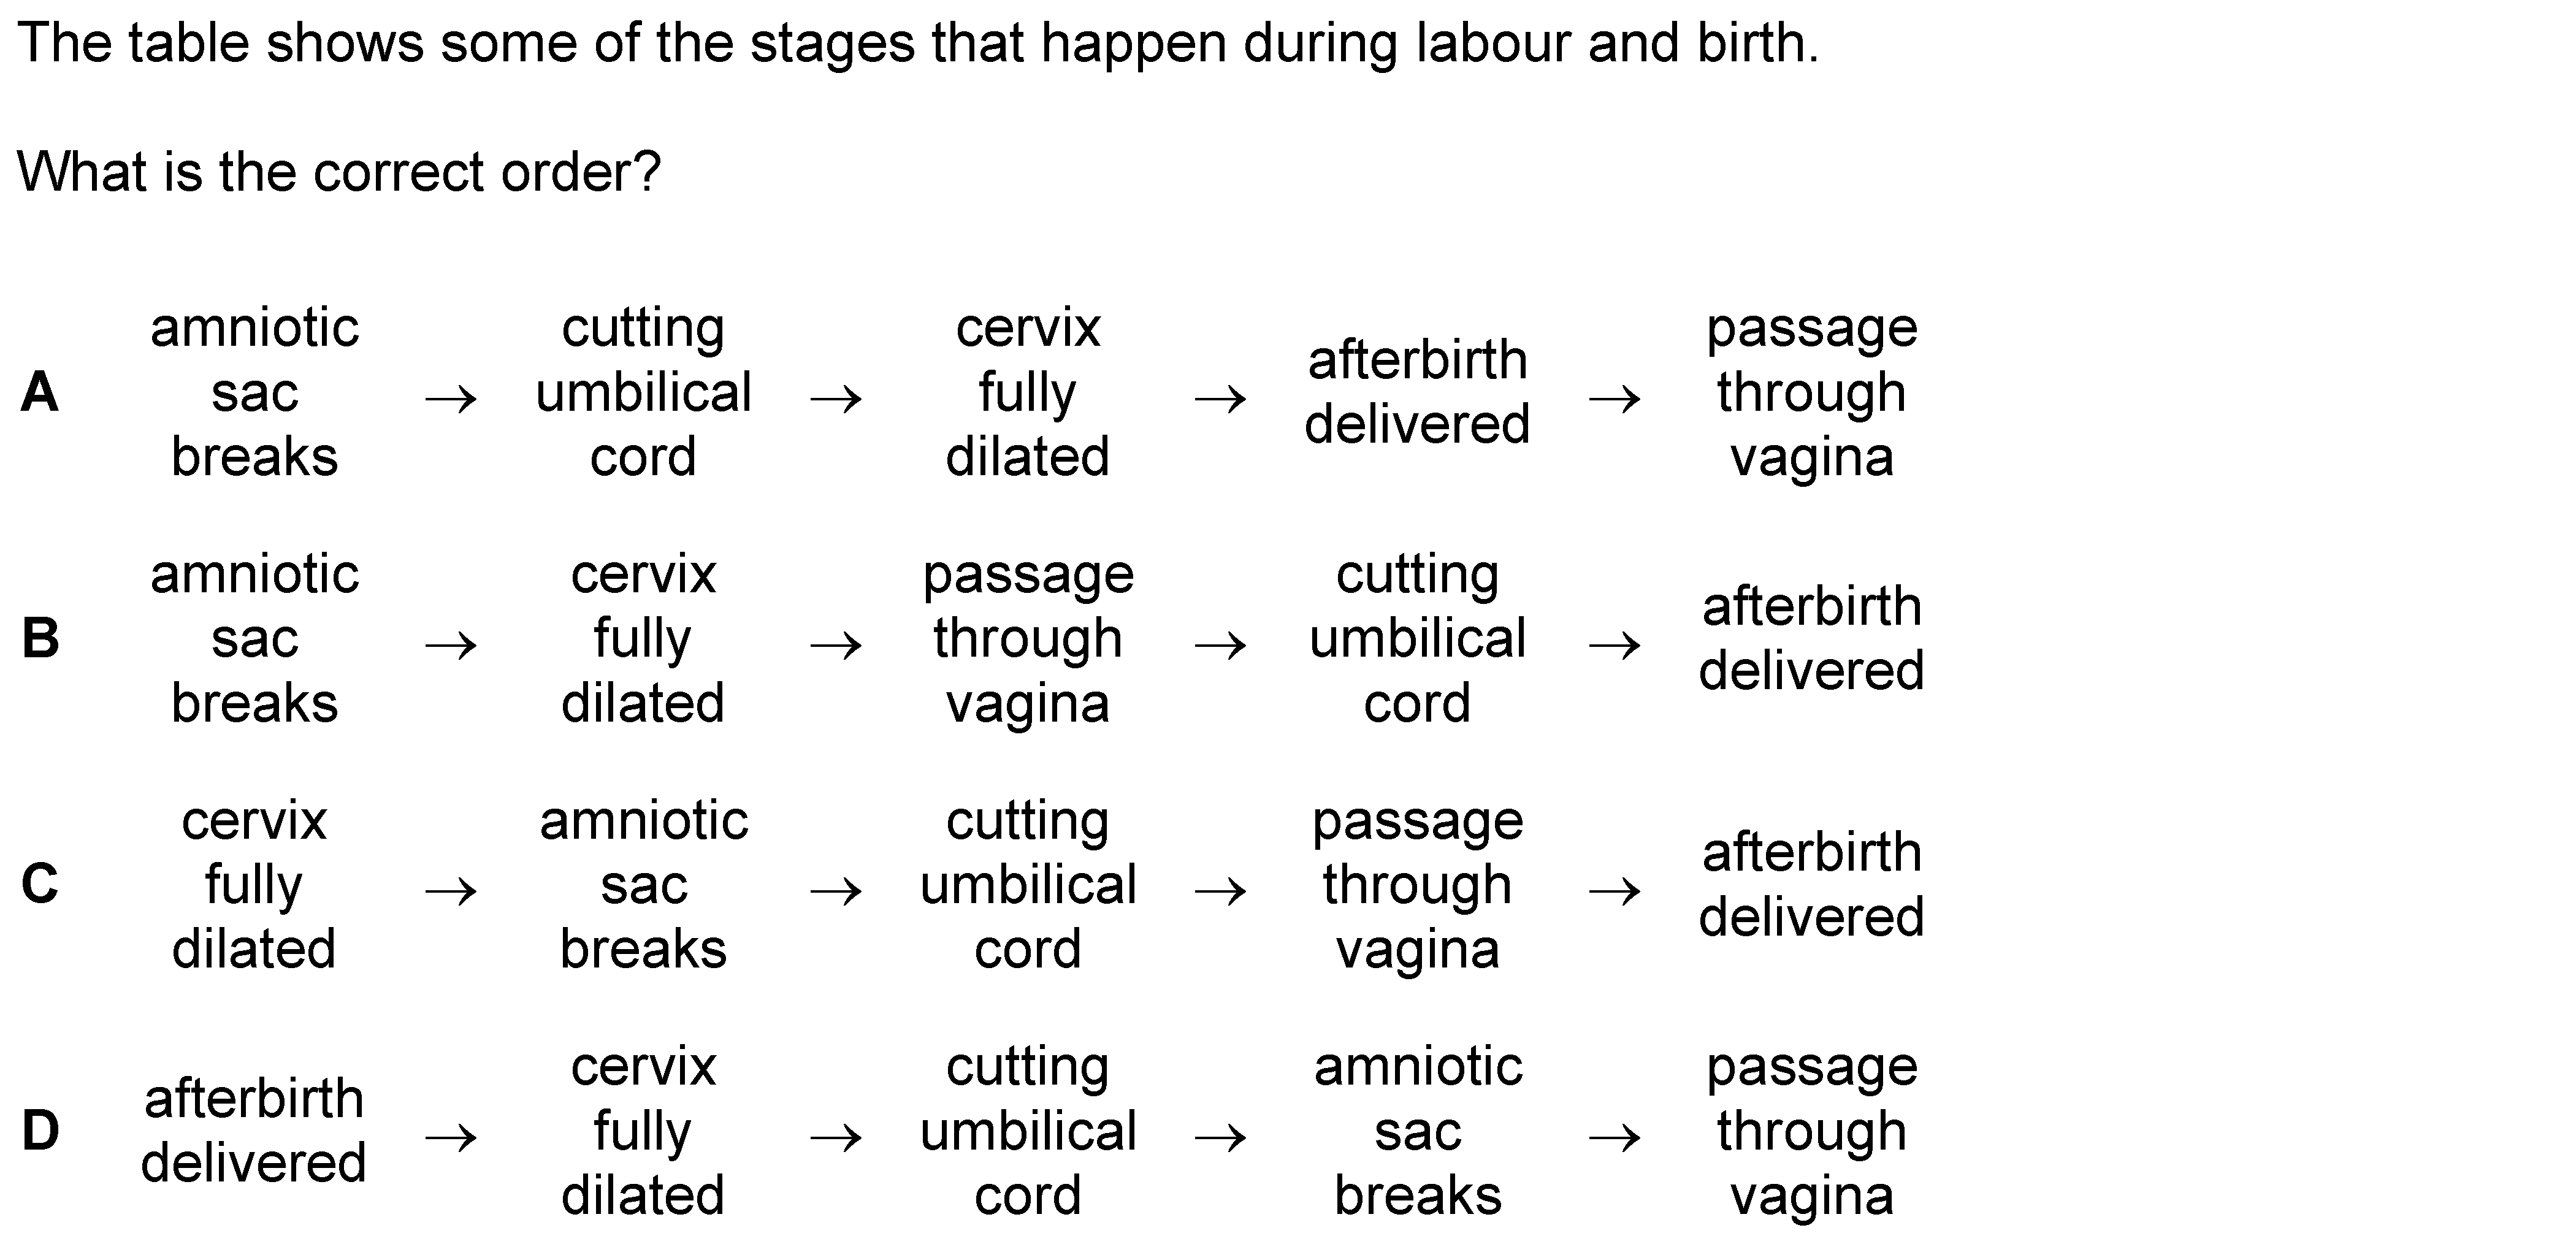 The table shows some of the stages that happen during labour and birth.
What is the correct order?
A amniotic sac breaks → cutting umbilical cord → cervix fully dilated → afterbirth delivered → passage through vagina
B amniotic sac breaks → cervix fully dilated → passage through vagina → cutting umbilical cord → afterbirth delivered
C cervix fully dilated → amniotic sac breaks → cutting umbilical cord → passage through vagina → afterbirth delivered
D afterbirth delivered → cervix fully dilated → cutting umbilical cord → amniotic sac breaks → passage through vagina